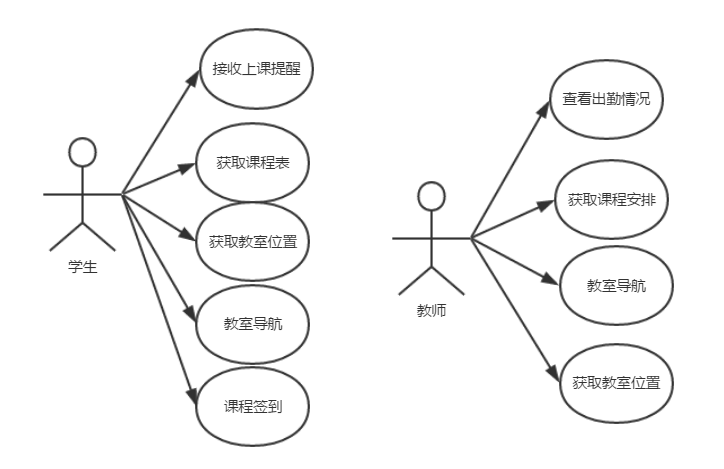 接收上课提醒
获取课程表
获取教室位置
教室导航
课程签到
学生
查看出勤情况
获取课程安排
教室导航
获取教室位置
教师